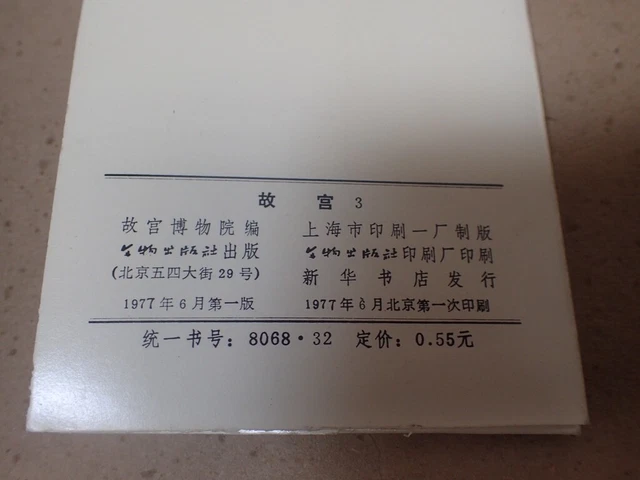 故宫 3
故宫博物院编 上海市印刷一厂制版
文物出版社出版 文物出版社印刷厂印刷
(北京五四大街29号) 新华书店发行
1977年6月第一版 1977年6月北京第一次印刷
统一书号：8068·32 定价：0.55元